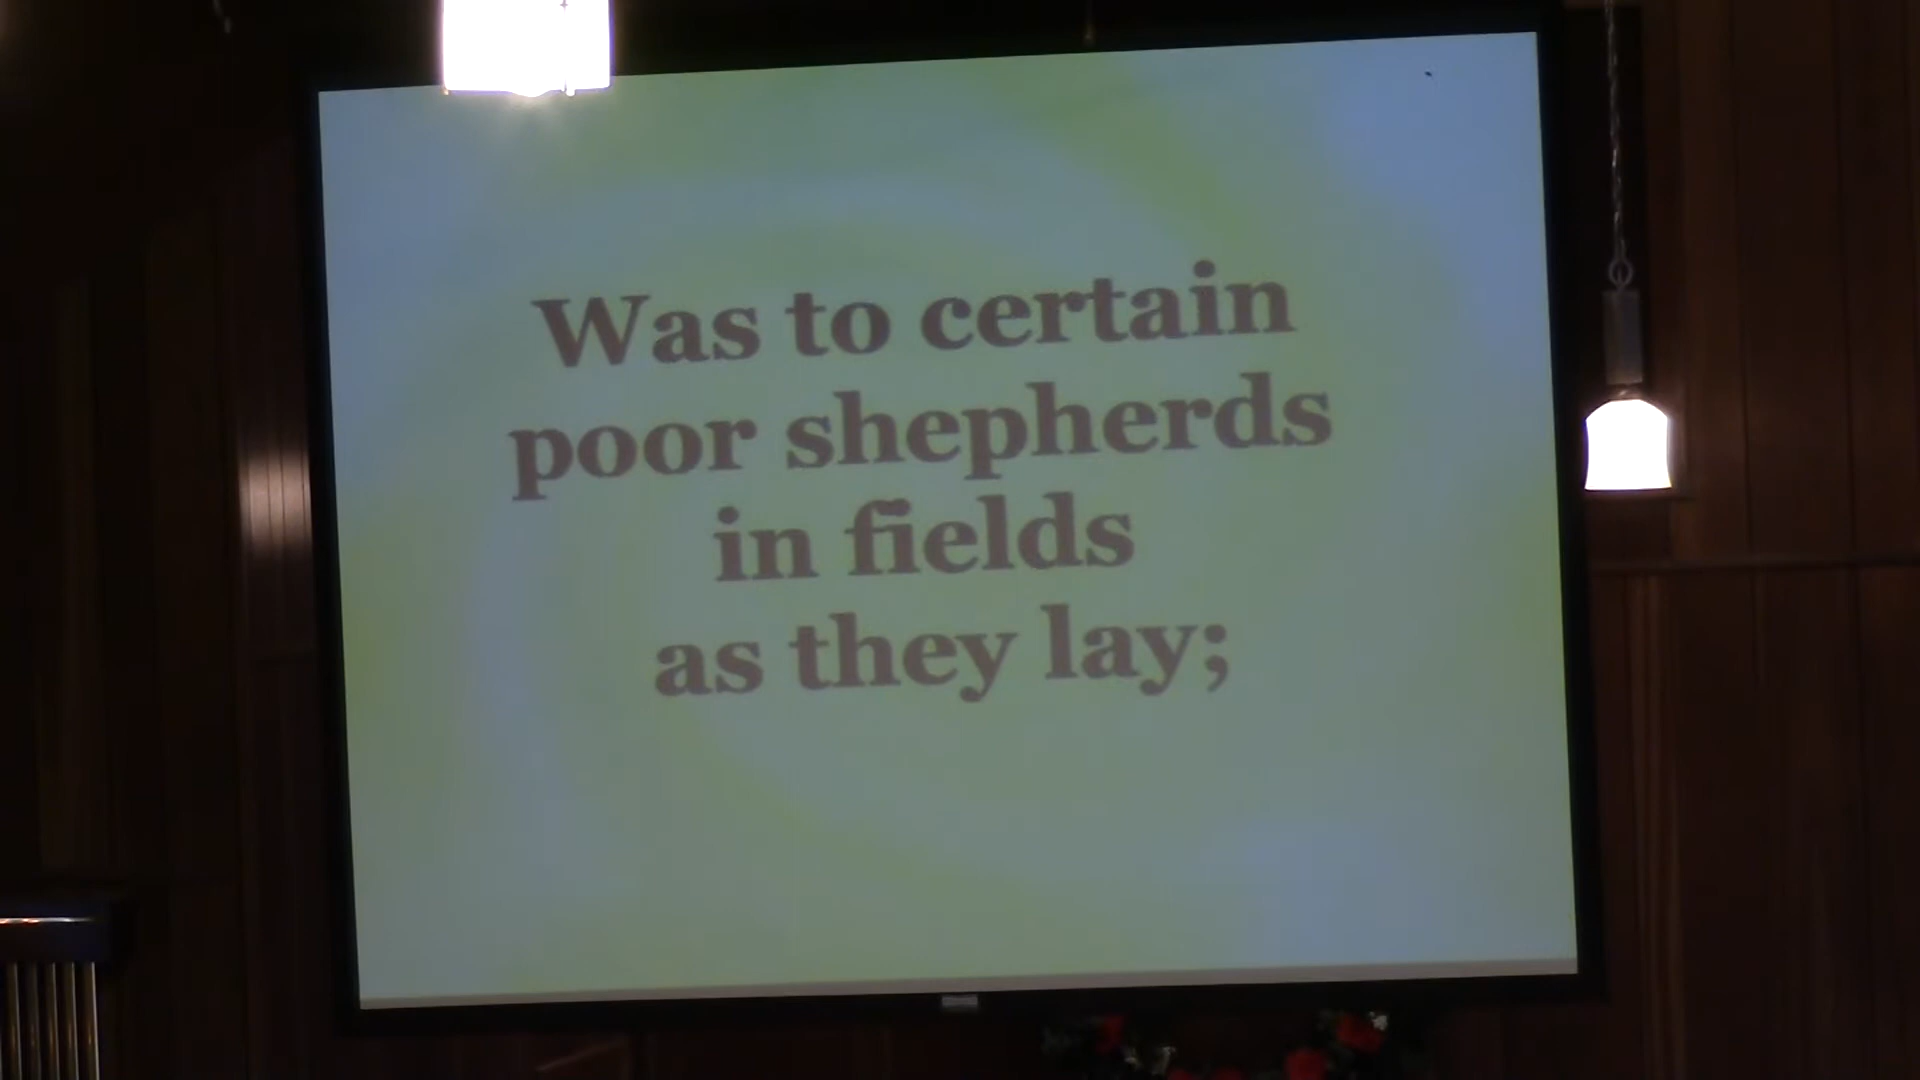 Was to certain
poor shepherds
in fields
as they lay;